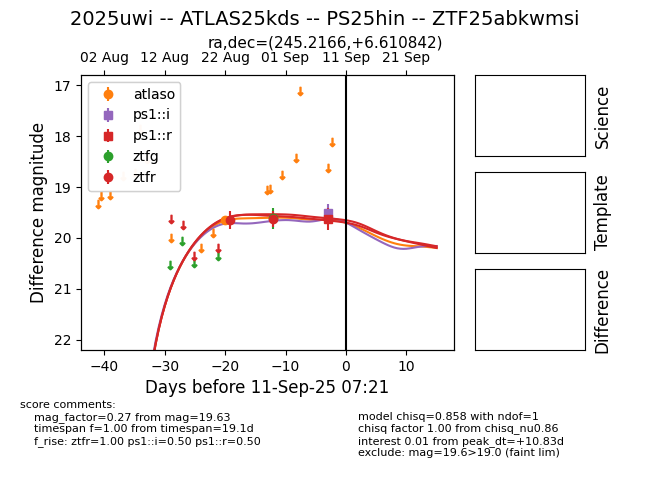 2025uwi -- ATLAS25kds -- PS25hin -- ZTF25abkwmsi
ra,dec=(245.2166,+6.610842)
02 Aug 12 Aug 22 Aug 01 Sep 11 Sep 21 Sep
17
18
19
20
21
22
Difference magnitude
atlaso
ps1::i
ps1::r
ztfg
ztfr
−40 −30 −20 −10 0 10
Days before 11-Sep-25 07:21
Science
Template
Difference
score comments:
mag_factor=0.27 from mag=19.63
timespan f=1.00 from timespan=19.1d
f_rise: ztfr=1.00 ps1::i=0.50 ps1::r=0.50
model chisq=0.858 with ndof=1
chisq factor 1.00 from chisq_nu0.86
interest 0.01 from peak_dt=+10.83d
exclude: mag=19.6>19.0 (faint lim)